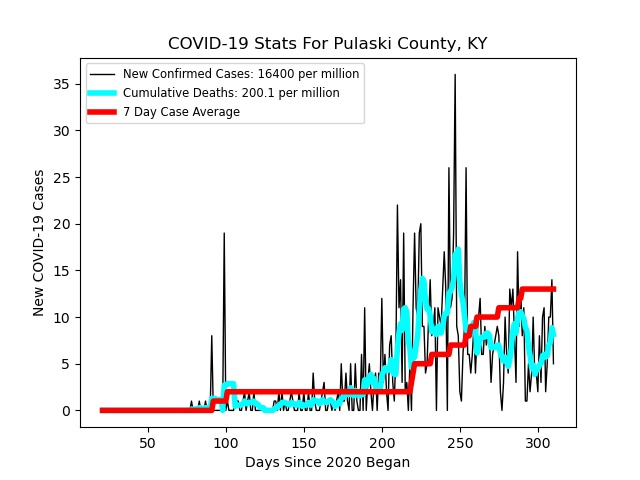 COVID-19 Stats For Pulaski County, KY
New Confirmed Cases: 16400 per million
Cumulative Deaths: 200.1 per million
7 Day Case Average
New COVID-19 Cases
35
30
25
20
15
10
5
0
50 100 150 200 250 300
Days Since 2020 Began